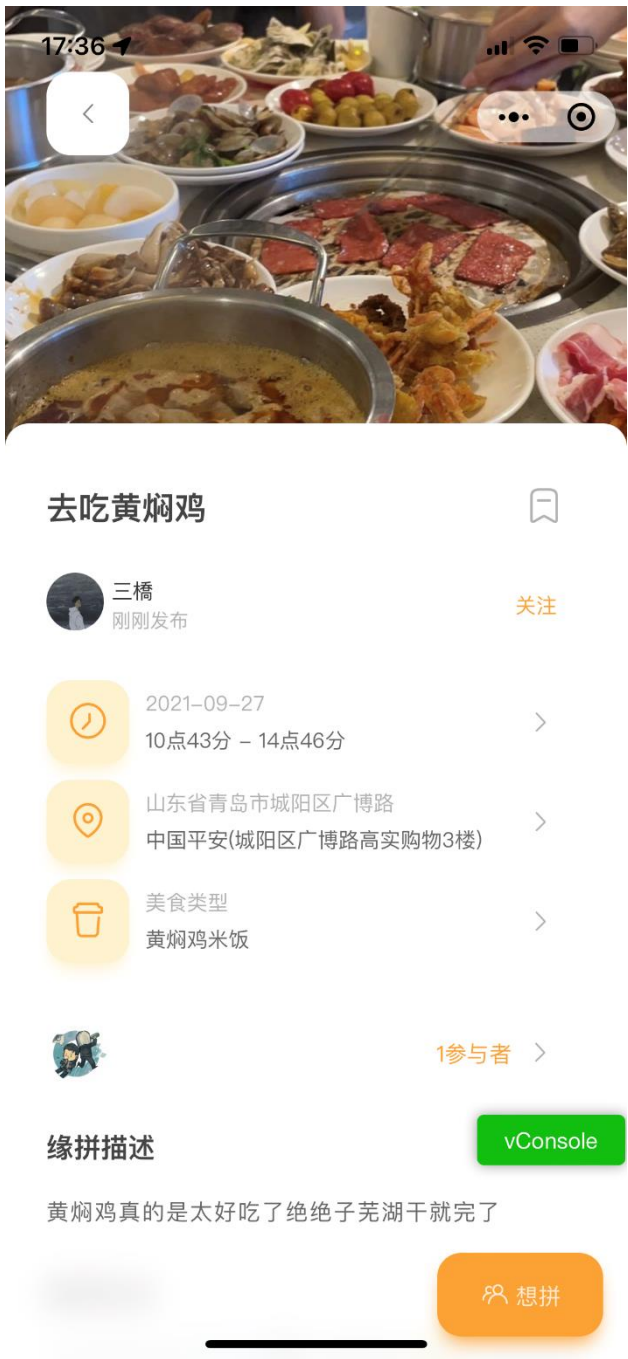 17:36
去吃黄焖鸡
三橋
刚刚发布
关注
2021-09-27
10点43分 – 14点46分
山东省青岛市城阳区广博路
中国平安(城阳区广博路高实购物3楼)
美食类型
黄焖鸡米饭
1参与者
缘拼描述
vConsole
黄焖鸡真的是太好吃了绝绝子芜湖干就完了
想拼